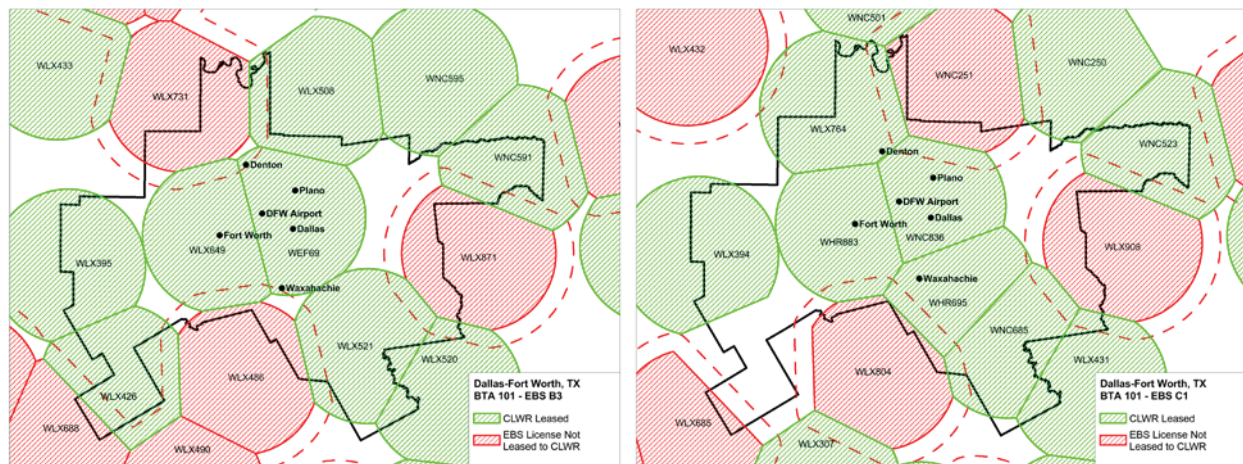 WLX433
WLX731
WLX508
WNC595
WNC591
Denton
Plano
DFW Airport
Dallas
Fort Worth
WLX649
WEF69
WLX395
WLX871
Waxahachie
WLX521
WLX520
WLX486
WLX426
WLX688
WLX490
Dallas-Fort Worth, TX
BTA 101 - EBS B3
CLWR Leased
EBS License Not
Leased to CLWR
WNC501
WLX432
WNC251
WNC250
WLX764
WNC523
Denton
Plano
DFW Airport
Dallas
Fort Worth
WHR883
WNC836
WLX394
WLX908
Waxahachie
WHR695
WNC685
WLX431
WLX804
WLX685
WLX307
Dallas-Fort Worth, TX
BTA 101 - EBS C1
CLWR Leased
EBS License Not
Leased to CLWR